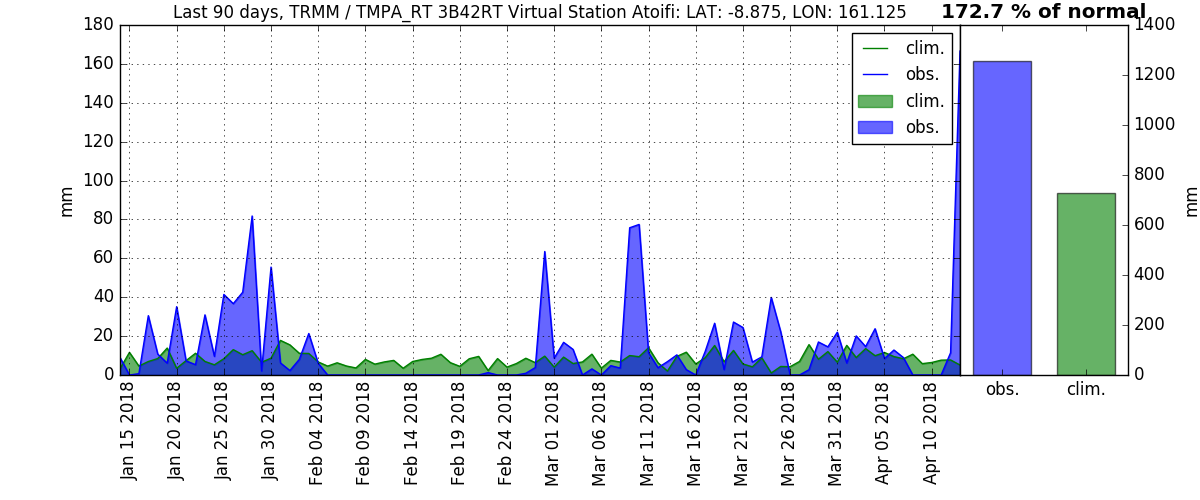 Last 90 days, TRMM / TMPA_RT 3B42RT Virtual Station Atoifi: LAT: -8.875, LON: 161.125
172.7 % of normal
180
160
140
120
100
80
60
40
20
0
mm
clim.
obs.
clim.
obs.
1400
1200
1000
800
600
400
200
0
mm
obs.
clim.
Jan 15 2018
Jan 20 2018
Jan 25 2018
Jan 30 2018
Feb 04 2018
Feb 09 2018
Feb 14 2018
Feb 19 2018
Feb 24 2018
Mar 01 2018
Mar 06 2018
Mar 11 2018
Mar 16 2018
Mar 21 2018
Mar 26 2018
Mar 31 2018
Apr 05 2018
Apr 10 2018